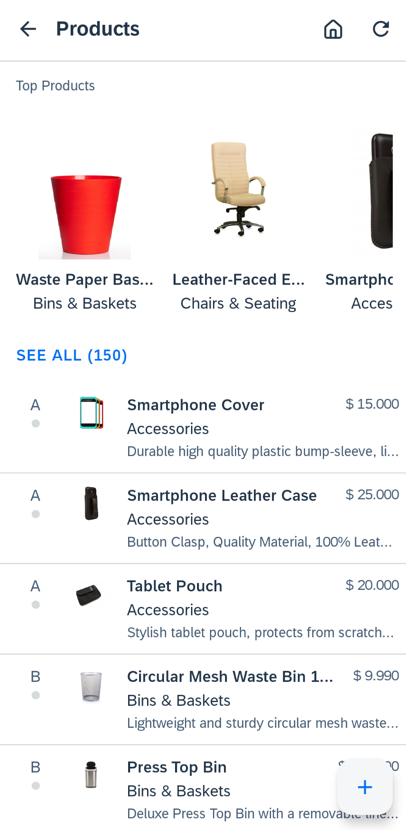 Products
Top Products
Waste Paper Bas...
Bins & Baskets
Leather-Faced E...
Chairs & Seating
SEE ALL (150)
A
Smartphone Cover
$ 15.000
Accessories
Durable high quality plastic bump-sleeve, li...
A
Smartphone Leather Case
$ 25.000
Accessories
Button Clasp, Quality Material, 100% Leat...
A
Tablet Pouch
$ 20.000
Accessories
Stylish tablet pouch, protects from scratch...
B
Circular Mesh Waste Bin 1...
$ 9.990
Bins & Baskets
Lightweight and sturdy circular mesh waste...
B
Press Top Bin
Bins & Baskets
Deluxe Press Top Bin with a removable